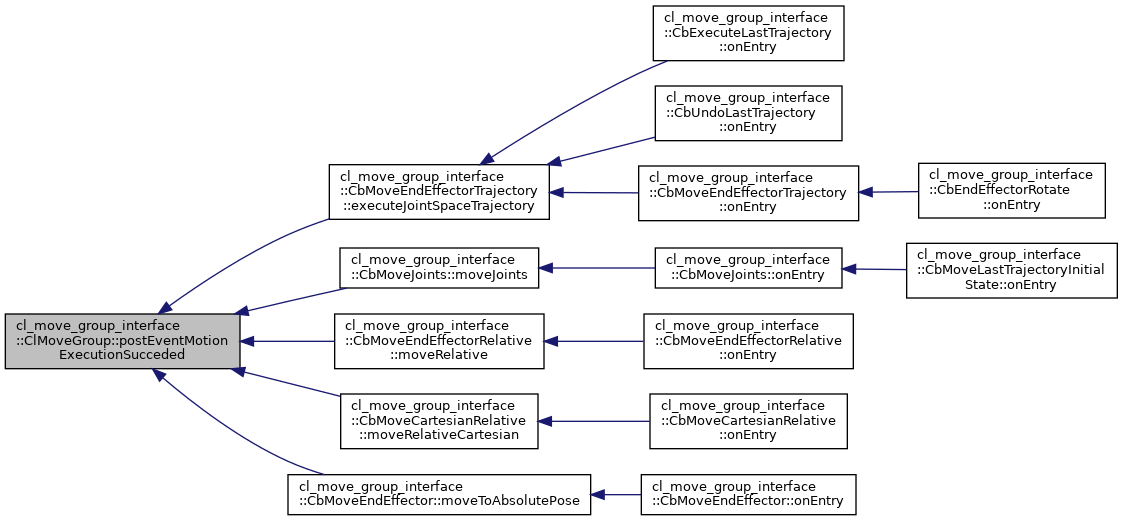 cl_move_group_interface
::CbExecuteLastTrajectory
::onEntry
cl_move_group_interface
::CbUndoLastTrajectory
::onEntry
cl_move_group_interface
::CbMoveEndEffectorTrajectory
::executeJointSpaceTrajectory
cl_move_group_interface
::CbMoveEndEffectorTrajectory
::onEntry
cl_move_group_interface
::CbEndEffectorRotate
::onEntry
cl_move_group_interface
::CbMoveJoints::moveJoints
cl_move_group_interface
::CbMoveJoints::onEntry
cl_move_group_interface
::CbMoveLastTrajectoryInitial
State::onEntry
cl_move_group_interface
::ClMoveGroup::postEventMotion
ExecutionSucceded
cl_move_group_interface
::CbMoveEndEffectorRelative
::moveRelative
cl_move_group_interface
::CbMoveEndEffectorRelative
::onEntry
cl_move_group_interface
::CbMoveCartesianRelative
::moveRelativeCartesian
cl_move_group_interface
::CbMoveCartesianRelative
::onEntry
cl_move_group_interface
::CbMoveEndEffector::moveToAbsolutePose
cl_move_group_interface
::CbMoveEndEffector::onEntry